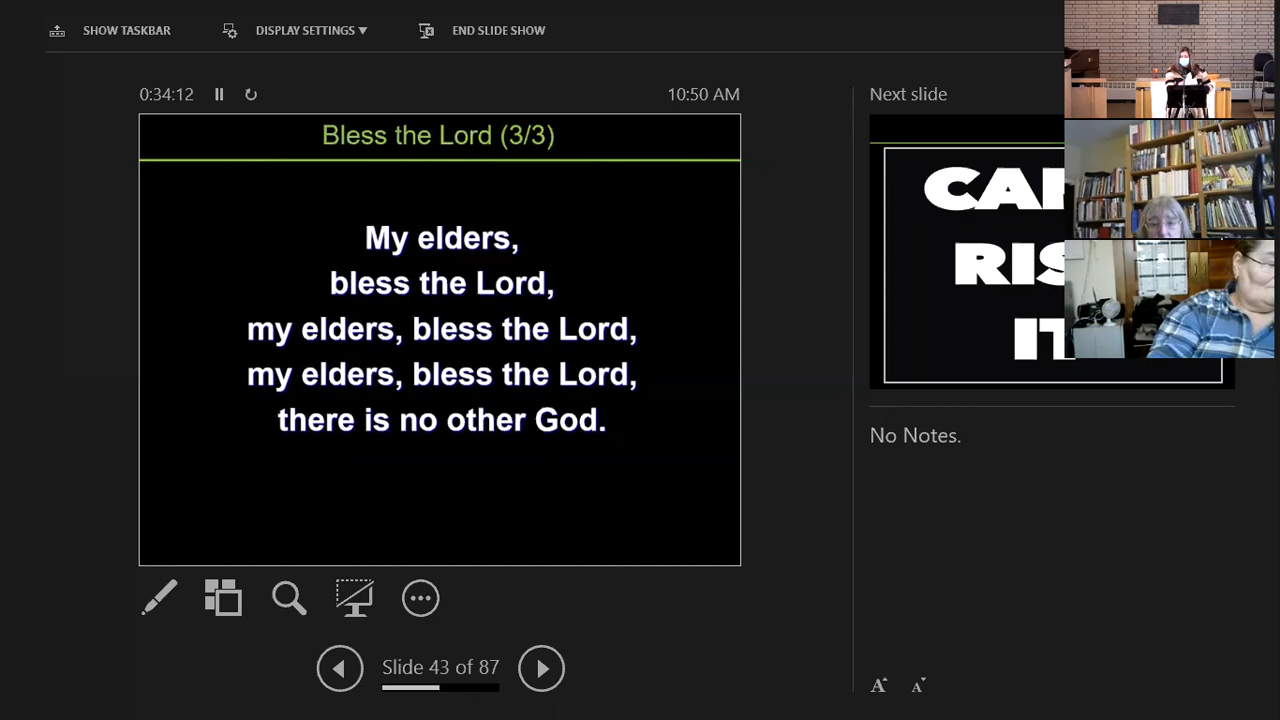 SHOW TASKBAR
DISPLAY SETTINGS ▾
END SLIDE SHOW
0:34:12
10:50 AM
Next slide
Bless the Lord (3/3)
My elders,
bless the Lord,
my elders, bless the Lord,
my elders, bless the Lord,
there is no other God.
No Notes.
Slide 43 of 87
A A